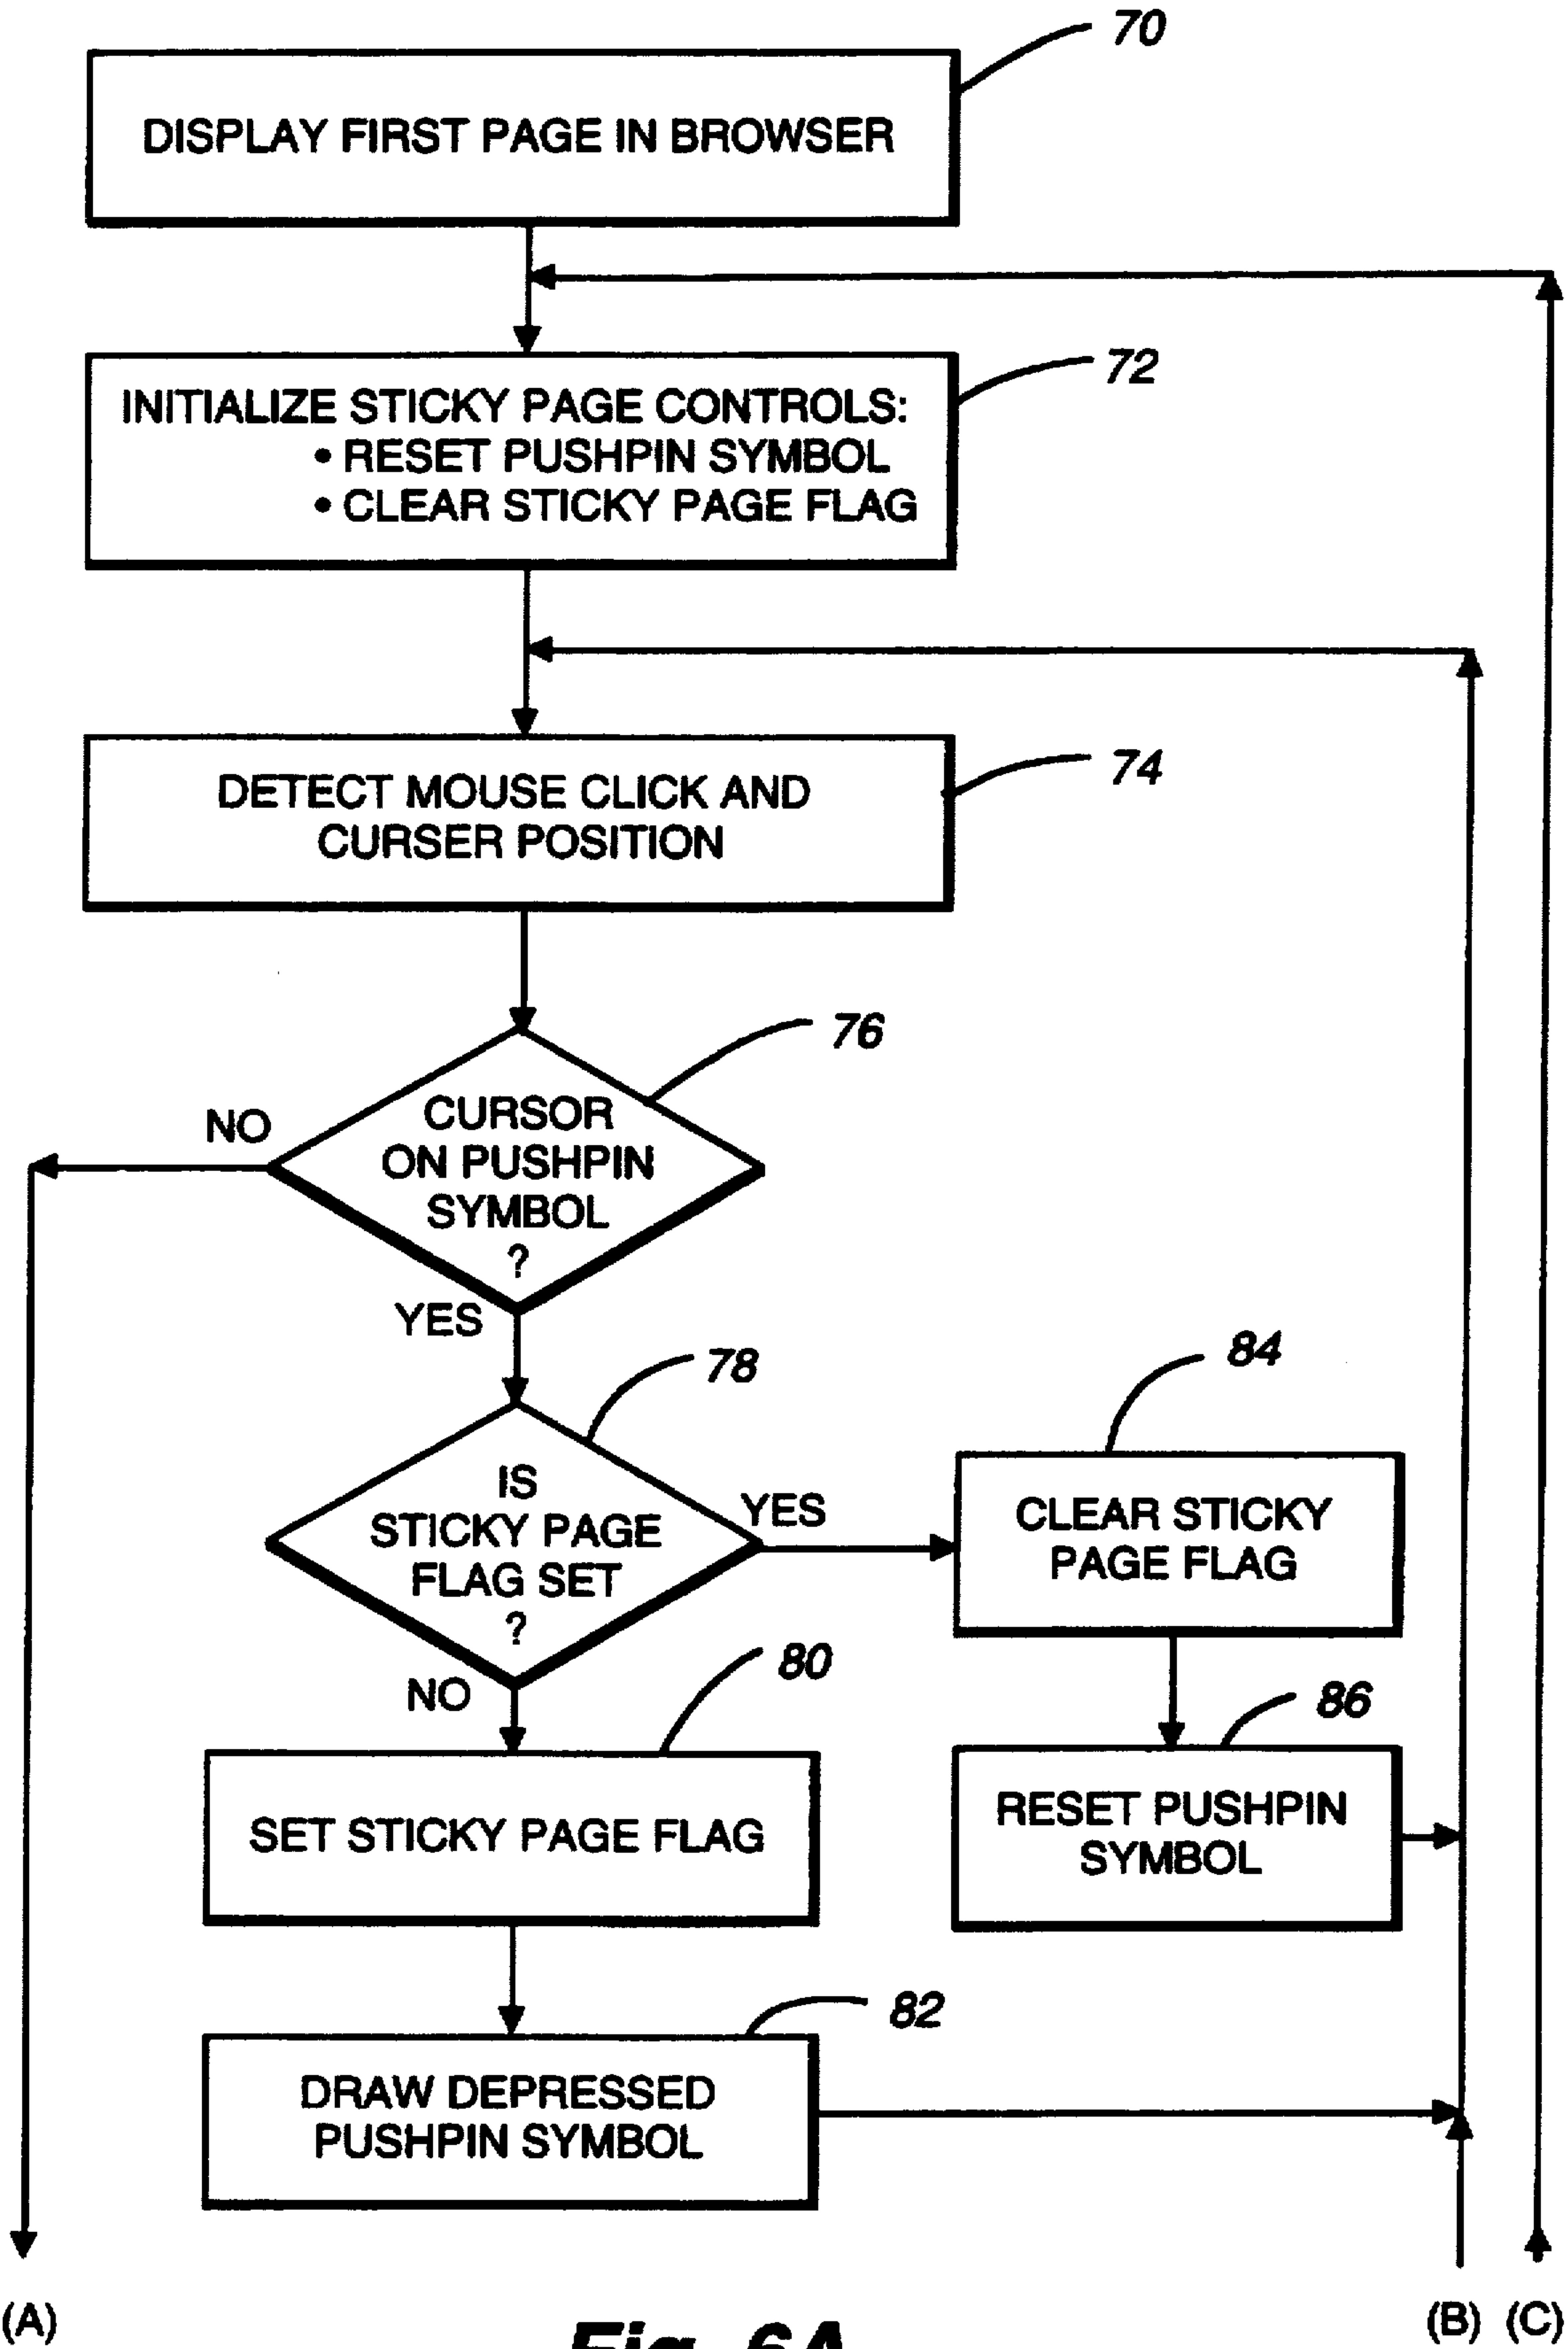 70
DISPLAY FIRST PAGE IN BROWSER
72
INITIALIZE STICKY PAGE CONTROLS:
• RESET PUSHPIN SYMBOL
• CLEAR STICKY PAGE FLAG
74
DETECT MOUSE CLICK AND
CURSER POSITION
76
NO
CURSOR
ON PUSHPIN
SYMBOL
?
YES
78
84
IS
STICKY PAGE
FLAG SET
?
YES
CLEAR STICKY
PAGE FLAG
NO
80
86
SET STICKY PAGE FLAG
RESET PUSHPIN
SYMBOL
82
DRAW DEPRESSED
PUSHPIN SYMBOL
(A)
(B)
(C)
Fig. 6A